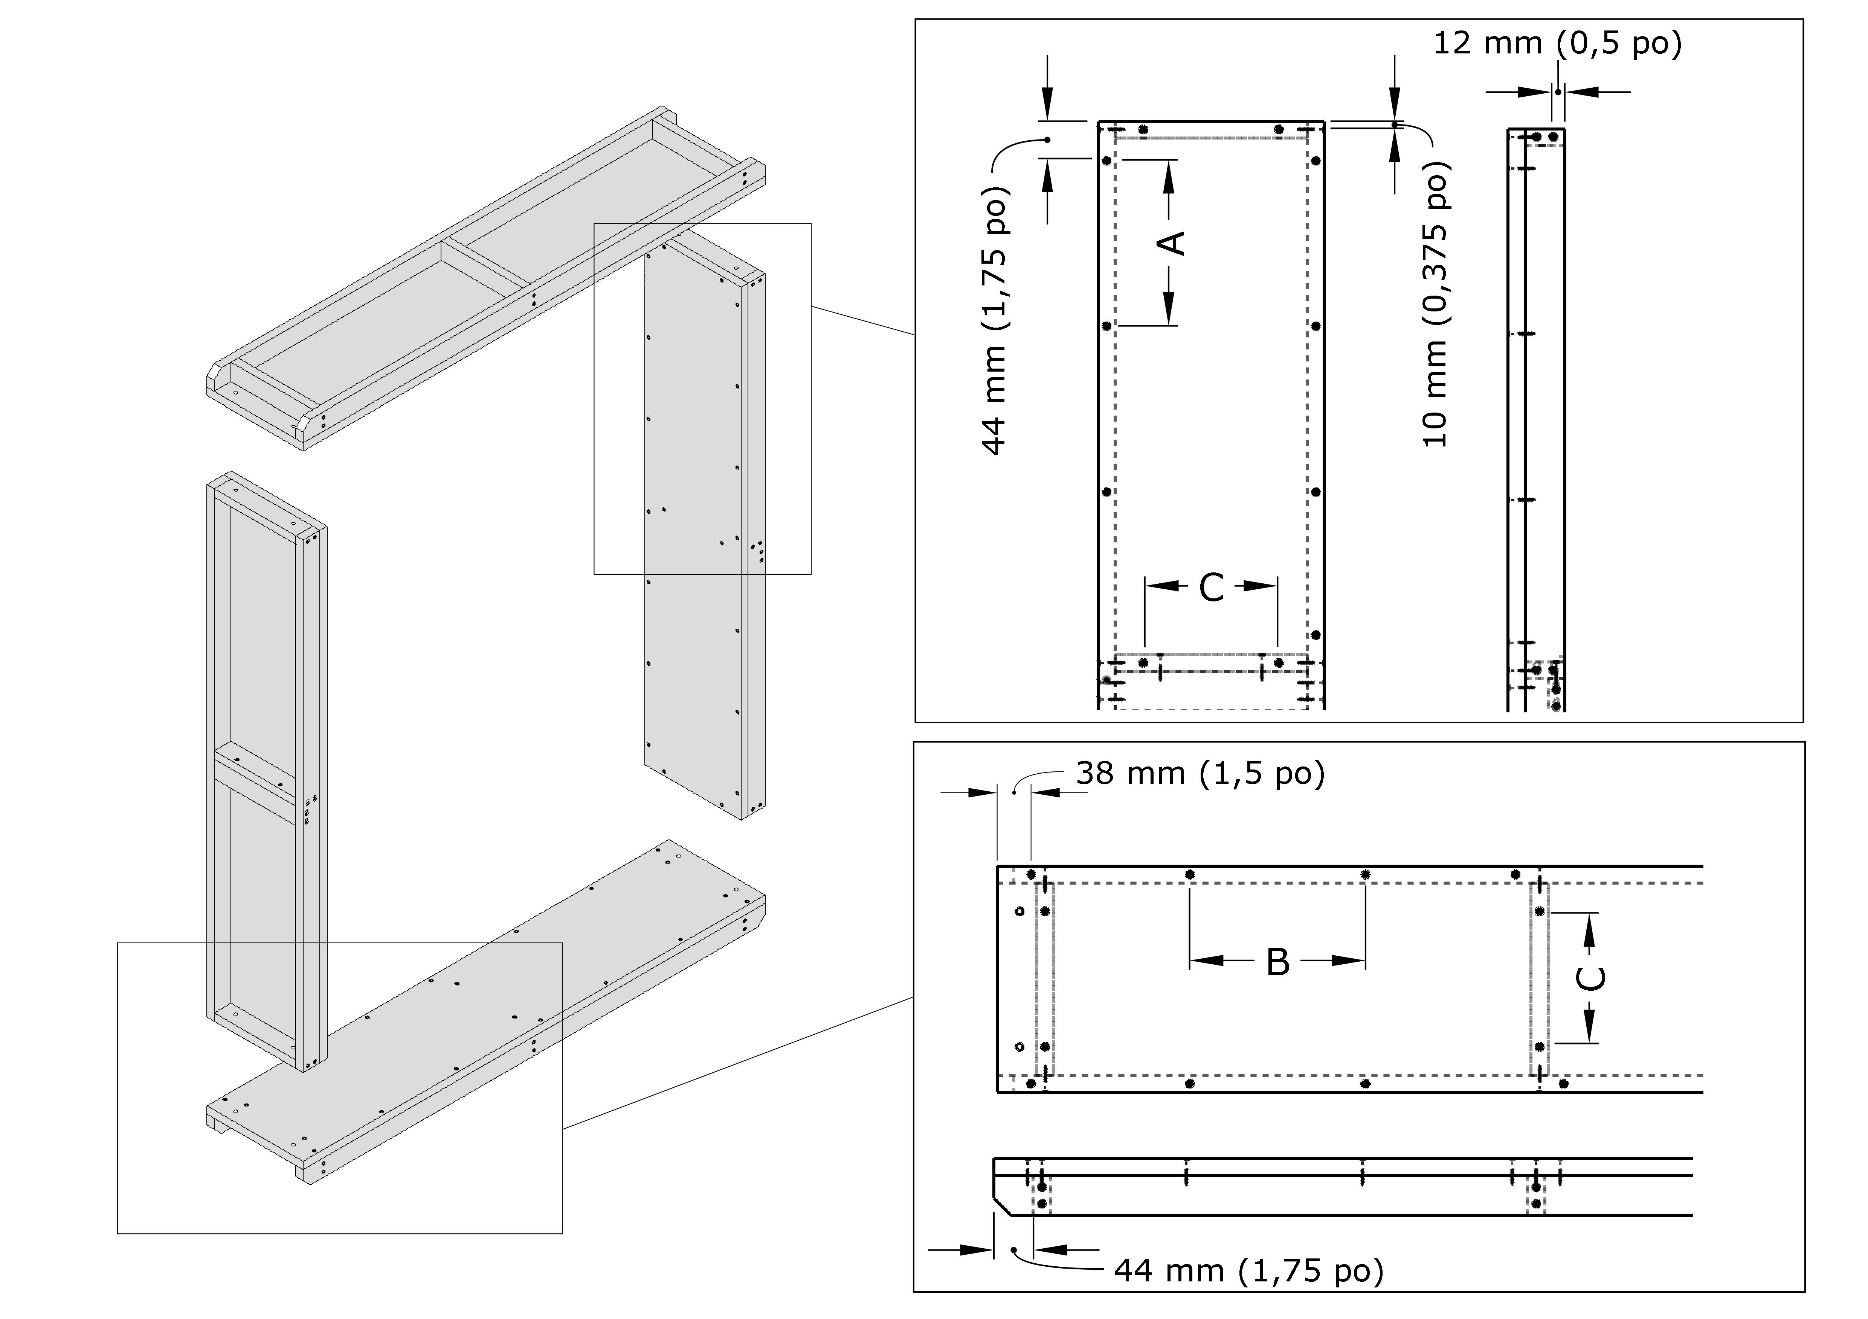 12 mm (0,5 po)
44 mm (1,75 po)
A
10 mm (0,375 po)
C
38 mm (1,5 po)
B
C
44 mm (1,75 po)